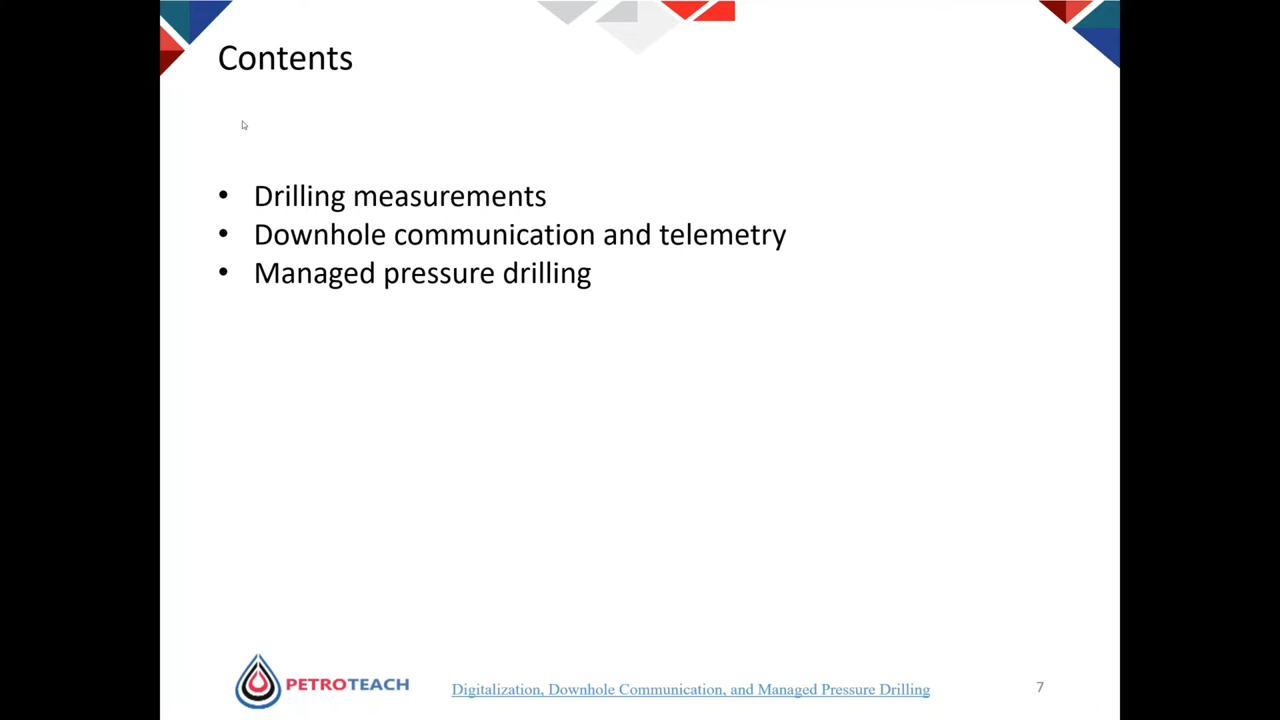 Contents
• Drilling measurements
• Downhole communication and telemetry
• Managed pressure drilling
PETROTEACH
Digitalization, Downhole Communication, and Managed Pressure Drilling
7